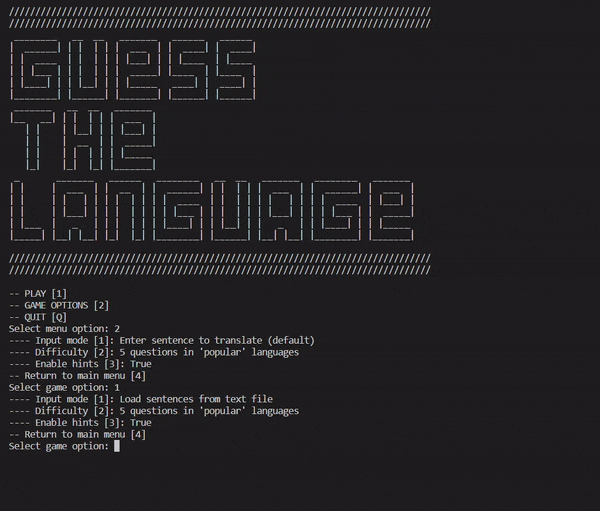 ////////////////////////////////////////////////////////////////////////////////
////////////////////////////////////////////////////////////////////////////////
GUESS
THE
LANGUAGE
////////////////////////////////////////////////////////////////////////////////
////////////////////////////////////////////////////////////////////////////////
-- PLAY [1]
-- GAME OPTIONS [2]
-- QUIT [Q]
Select menu option: 2
---- Input mode [1]: Enter sentence to translate (default)
---- Difficulty [2]: 5 questions in 'popular' languages
---- Enable hints [3]: True
-- Return to main menu [4]
Select game option: 1
---- Input mode [1]: Load sentences from text file
---- Difficulty [2]: 5 questions in 'popular' languages
---- Enable hints [3]: True
-- Return to main menu [4]
Select game option: